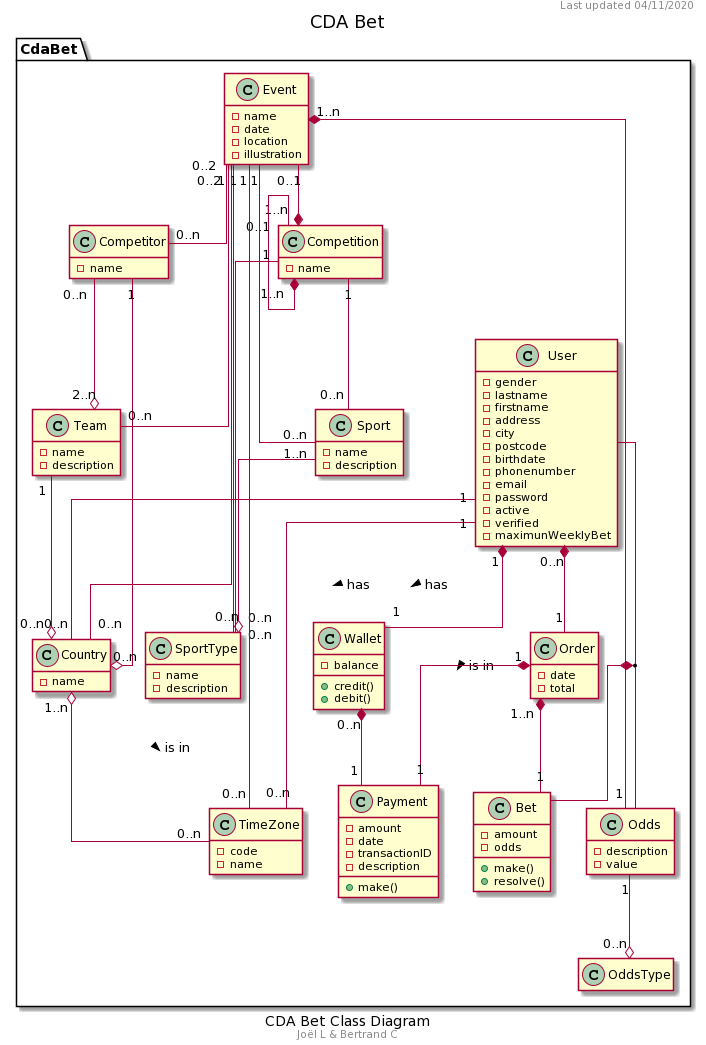 Last updated 04/11/2020
CDA Bet
CdaBet
C Event
name
date
location
illustration
1..n
0..2
0..2 1 1 1 1 0..1
C Competitor
name
0..n
1..n
0..1
C Competition
name
1
1..n
0..n 1
1
C User
gender
lastname
firstname
address
city
postcode
birthdate
phonenumber
email
password
active
verified
maximunWeeklyBet
2..n
0..n
0..n
C Team
name
description
0..n
C Sport
name
description
1..n
1
1
1
1 0..n
has has
1 1
0..n 0..n 0..n
0..n 0..n
0..n
C Country
name
0..n
C SportType
name
description
C Wallet
balance
credit()
debit()
is in 1
C Order
date
total
1..n
is in
0..n
1..n
0..n 0..n
0..n
1 1 1 1
C TimeZone
code
name
C Payment
amount
date
transactionID
description
make()
C Bet
amount
odds
make()
resolve()
C Odds
description
value
1
0..n
C OddsType
CDA Bet Class Diagram
Joël L & Bertrand C